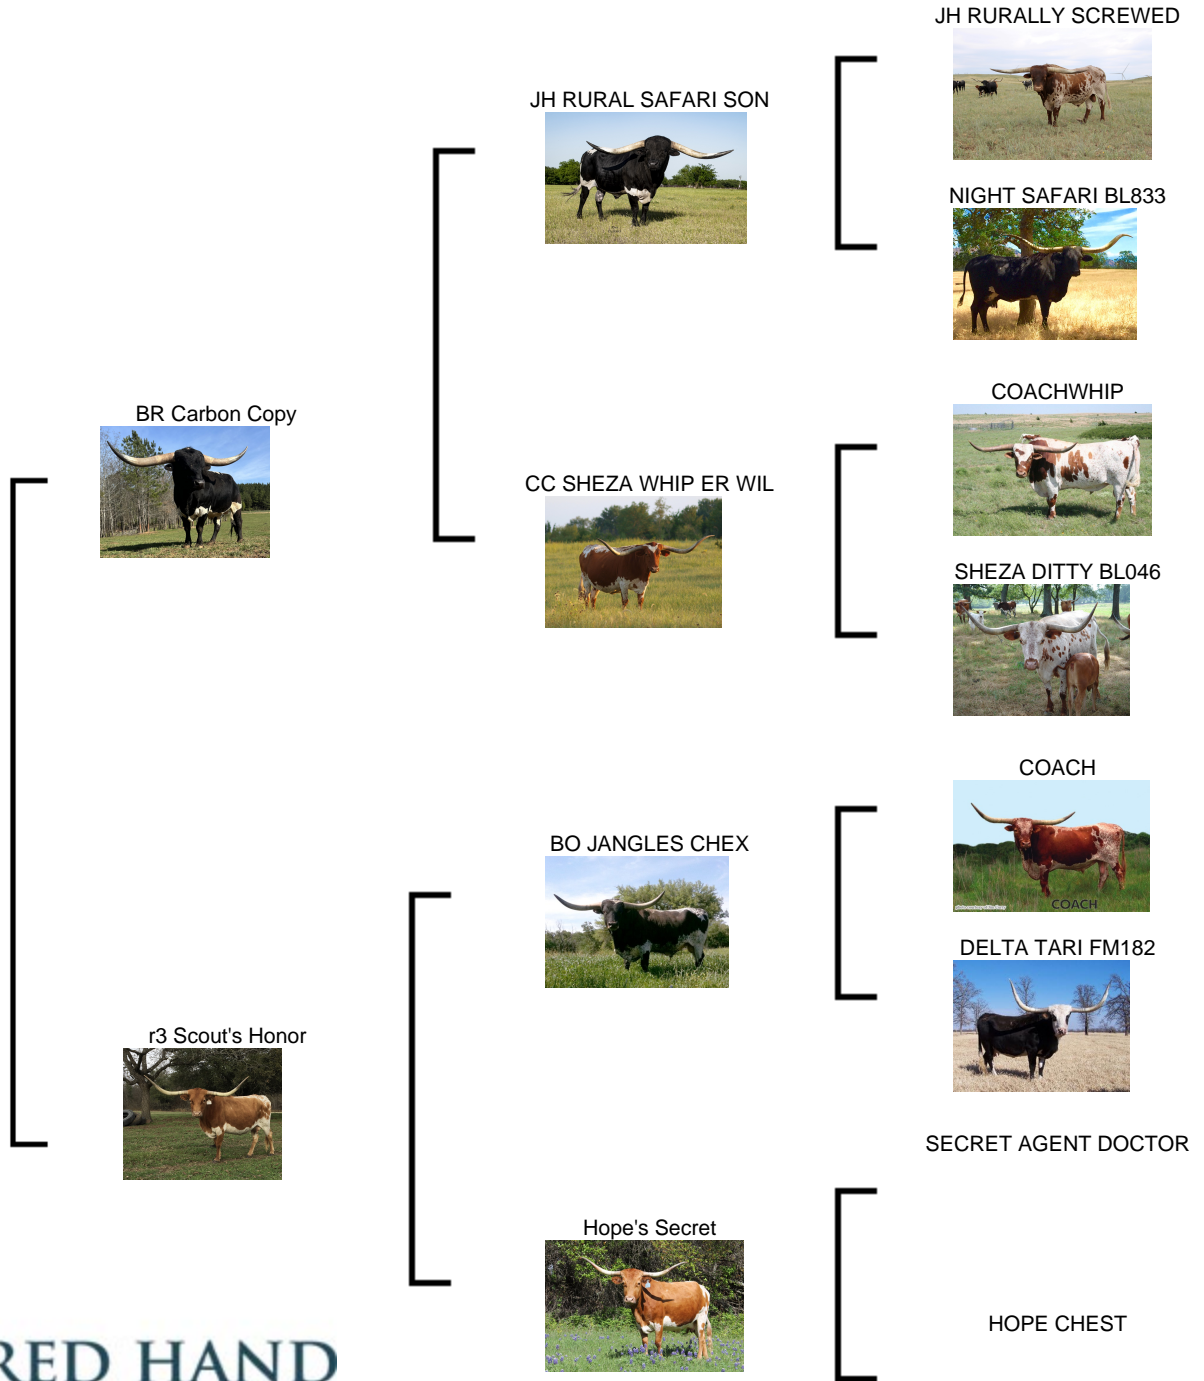 JH RURALLY SCREWED
JH RURAL SAFARI SON
NIGHT SAFARI BL833
BR Carbon Copy
COACHWHIP
CC SHEZA WHIP ER WIL
SHEZA DITTY BL046
COACH
BO JANGLES CHEX
COACH
DELTA TARI FM182
r3 Scout's Honor
SECRET AGENT DOCTOR
Hope's Secret
HOPE CHEST
RED HAND